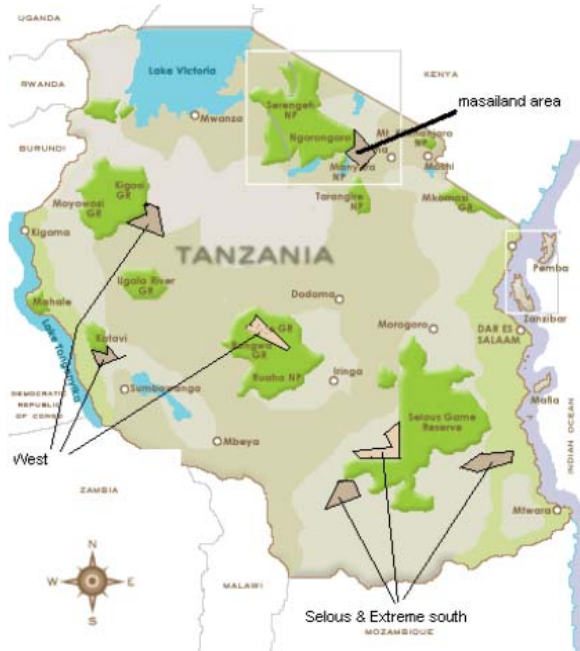 UGANDA
Lake Victoria
KENYA
RWANDA
Serengeti
NP
masailand area
Mwanza
Ngorongoro
BURUNDI
Manyara
NP
Moshi
Kigosi
GR
Moyowosi
GR
Tarangire
NP
Mkomazi
GR
Kigoma
TANZANIA
Pemba
Ugala River
GR
Dodoma
Zanzibar
Mahale
Morogoro
DAR ES
SALAAM
Katavi
GR
Rungwa
GR
Lake Tanganyika
Iringa
Ruaha NP
Mafia
Sumbawanga
DEMOCRATIC
REPUBLIC
OF CONGO
Selous Game
Reserve
INDIAN OCEAN
Mbeya
West
ZAMBIA
Mtwara
N
W
E
S
MALAWI
Selous & Extreme south
MOZAMBIQUE